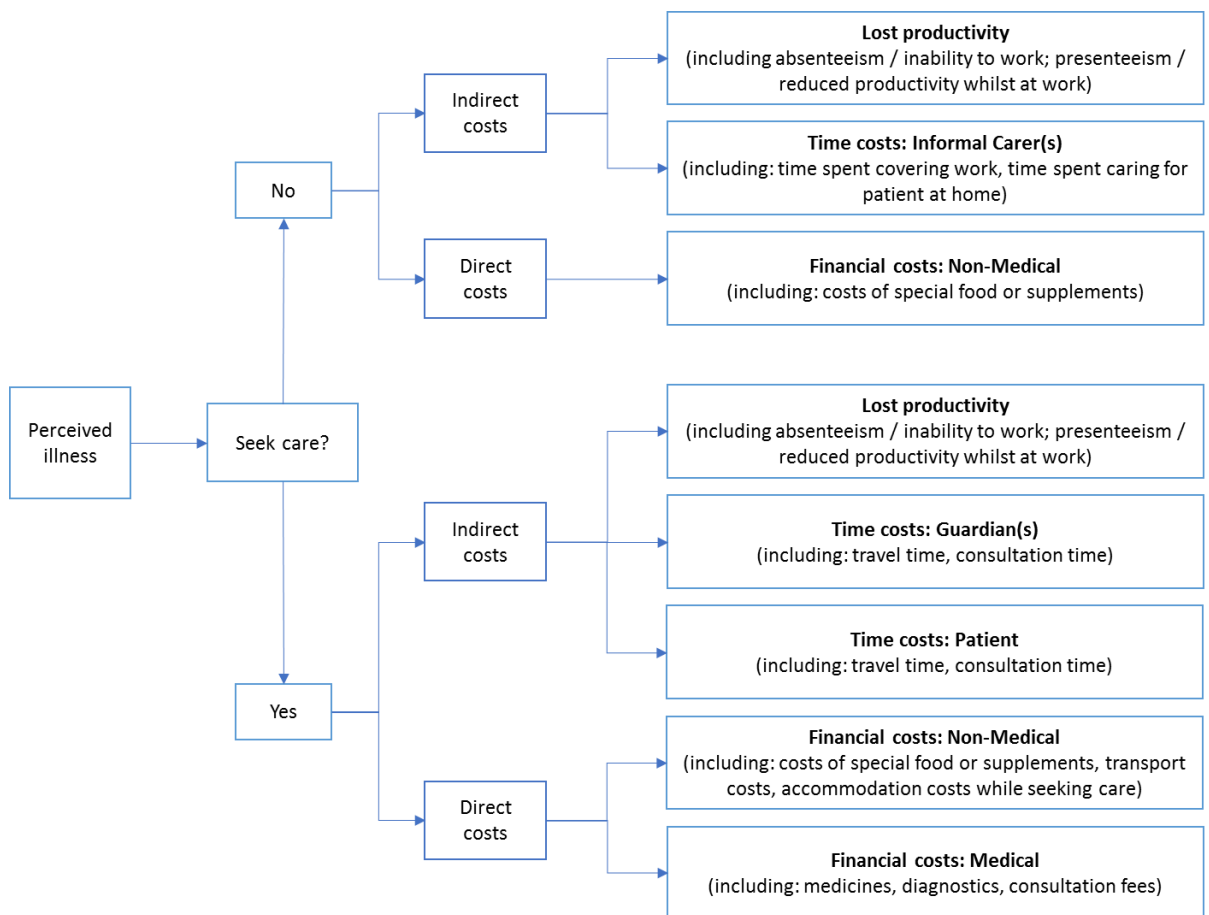 Perceived
illness
Seek care?
No
Indirect
costs
Lost productivity
(including absenteeism / inability to work; presenteeism /
reduced productivity whilst at work)
Time costs: Informal Carer(s)
(including: time spent covering work, time spent caring for
patient at home)
Direct
costs
Financial costs: Non-Medical
(including: costs of special food or supplements)
Yes
Indirect
costs
Lost productivity
(including absenteeism / inability to work; presenteeism /
reduced productivity whilst at work)
Time costs: Guardian(s)
(including: travel time, consultation time)
Time costs: Patient
(including: travel time, consultation time)
Direct
costs
Financial costs: Non-Medical
(including: costs of special food or supplements, transport
costs, accommodation costs while seeking care)
Financial costs: Medical
(including: medicines, diagnostics, consultation fees)